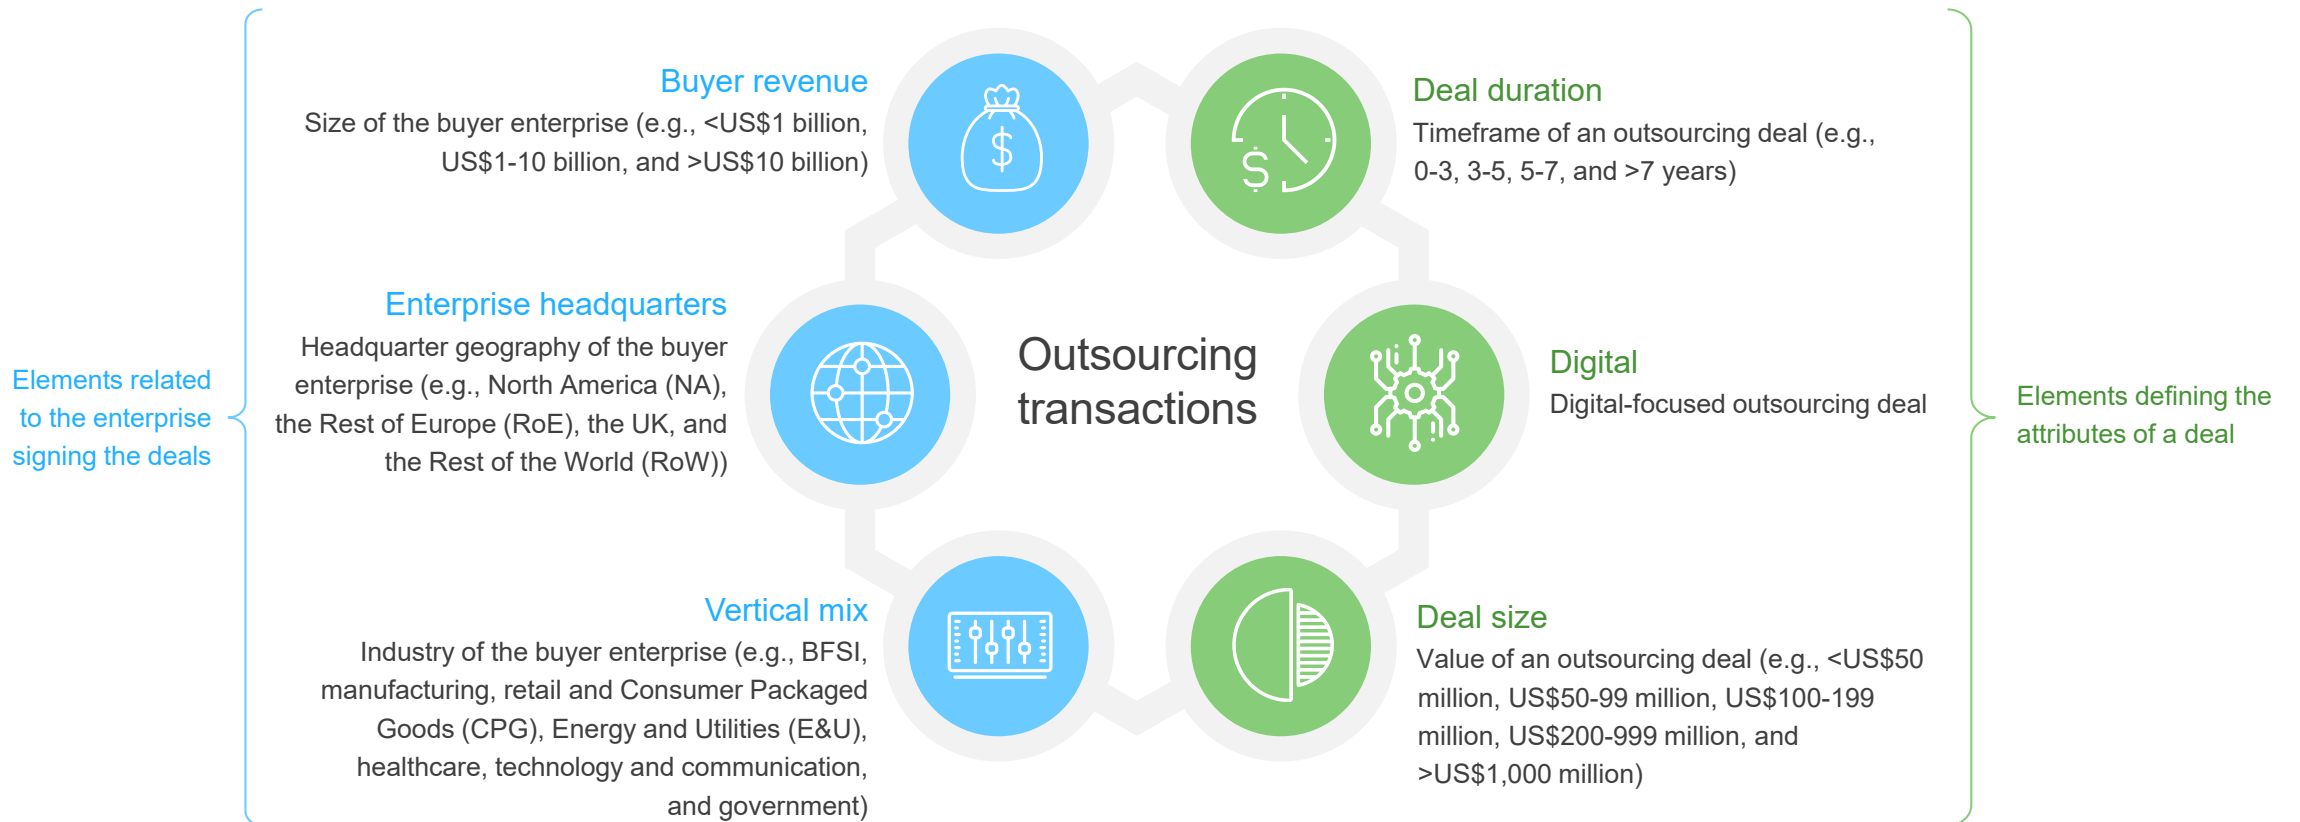 Elements related
to the enterprise
signing the deals
Buyer revenue
Size of the buyer enterprise (e.g., <US$1 billion,
US$1-10 billion, and >US$10 billion)
Enterprise headquarters
Headquarter geography of the buyer
enterprise (e.g., North America (NA),
the Rest of Europe (RoE), the UK, and
the Rest of the World (RoW))
Vertical mix
Industry of the buyer enterprise (e.g., BFSI,
manufacturing, retail and Consumer Packaged
Goods (CPG), Energy and Utilities (E&U),
healthcare, technology and communication,
and government)
$
Outsourcing
transactions
$
Deal duration
Timeframe of an outsourcing deal (e.g.,
0-3, 3-5, 5-7, and >7 years)
Digital
Digital-focused outsourcing deal
Deal size
Value of an outsourcing deal (e.g., <US$50
million, US$50-99 million, US$100-199
million, US$200-999 million, and
>US$1,000 million)
Elements defining the
attributes of a deal